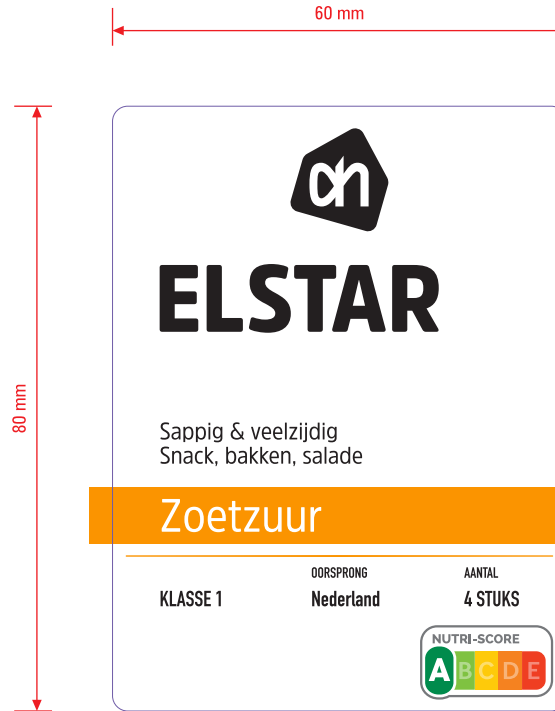 60 mm
80 mm
ah
ELSTAR
Sappig & veelzijdig
Snack, bakken, salade
Zoetzuur
OORSPRONG AANTAL
KLASSE 1 Nederland 4 STUKS
NUTRI-SCORE
A B C D E